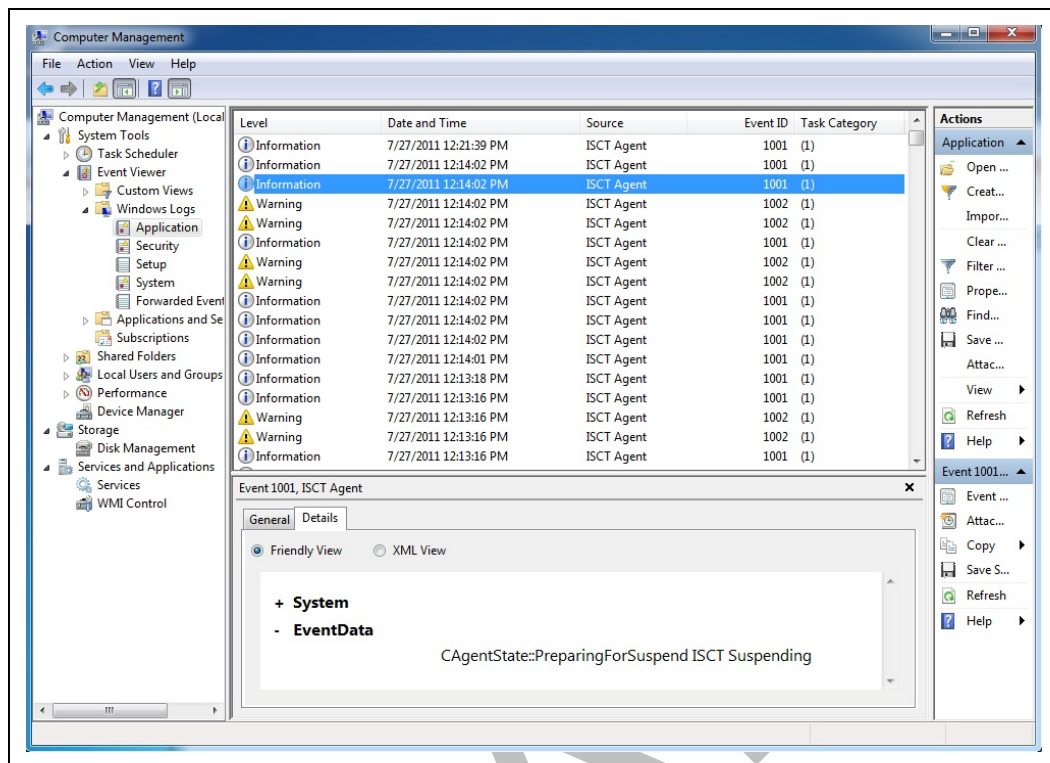 Computer Management
File Action View Help
Computer Management (Local
System Tools
Task Scheduler
Event Viewer
Custom Views
Windows Logs
Application
Security
Setup
System
Forwarded Event
Applications and Se
Subscriptions
Shared Folders
Local Users and Groups
Performance
Device Manager
Storage
Disk Management
Services and Applications
Services
WMI Control
Level Date and Time Source Event ID Task Category
Information 7/27/2011 12:21:39 PM ISCT Agent 1001 (1)
Information 7/27/2011 12:14:02 PM ISCT Agent 1001 (1)
Information 7/27/2011 12:14:02 PM ISCT Agent 1001 (1)
Warning 7/27/2011 12:14:02 PM ISCT Agent 1002 (1)
Warning 7/27/2011 12:14:02 PM ISCT Agent 1002 (1)
Information 7/27/2011 12:14:02 PM ISCT Agent 1001 (1)
Warning 7/27/2011 12:14:02 PM ISCT Agent 1002 (1)
Warning 7/27/2011 12:14:02 PM ISCT Agent 1002 (1)
Information 7/27/2011 12:14:02 PM ISCT Agent 1001 (1)
Information 7/27/2011 12:14:02 PM ISCT Agent 1001 (1)
Information 7/27/2011 12:14:02 PM ISCT Agent 1001 (1)
Information 7/27/2011 12:14:01 PM ISCT Agent 1001 (1)
Information 7/27/2011 12:13:18 PM ISCT Agent 1001 (1)
Information 7/27/2011 12:13:16 PM ISCT Agent 1001 (1)
Warning 7/27/2011 12:13:16 PM ISCT Agent 1002 (1)
Warning 7/27/2011 12:13:16 PM ISCT Agent 1002 (1)
Information 7/27/2011 12:13:16 PM ISCT Agent 1001 (1)
Event 1001, ISCT Agent
General Details
Friendly View XML View
+ System
- EventData
CAgentState::PreparingForSuspend ISCT Suspending
Actions
Application
Open ...
Creat...
Impor...
Clear ...
Filter ...
Prope...
Find...
Save ...
Attac...
View
Refresh
Help
Event 1001...
Event ...
Attac...
Copy
Save S...
Refresh
Help